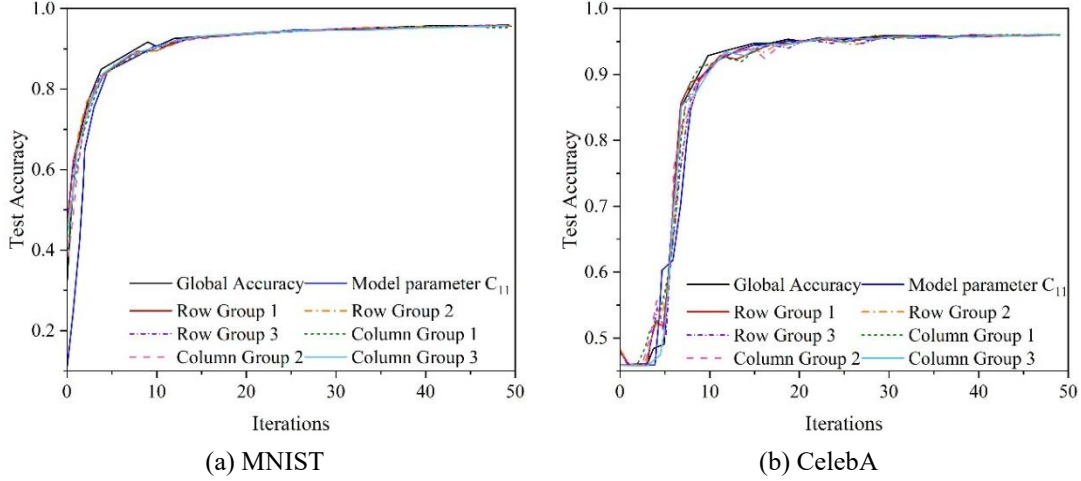 1.0
0.8
0.6
0.4
0.2
Test Accuracy
Global Accuracy
Model parameter C11
Row Group 1
Row Group 2
Row Group 3
Column Group 1
Column Group 2
Column Group 3
0 10 20 30 40 50
Iterations
(a) MNIST
1.0
0.9
0.8
0.7
0.6
0.5
Test Accuracy
Global Accuracy
Model parameter C11
Row Group 1
Row Group 2
Row Group 3
Column Group 1
Column Group 2
Column Group 3
0 10 20 30 40 50
Iterations
(b) CelebA